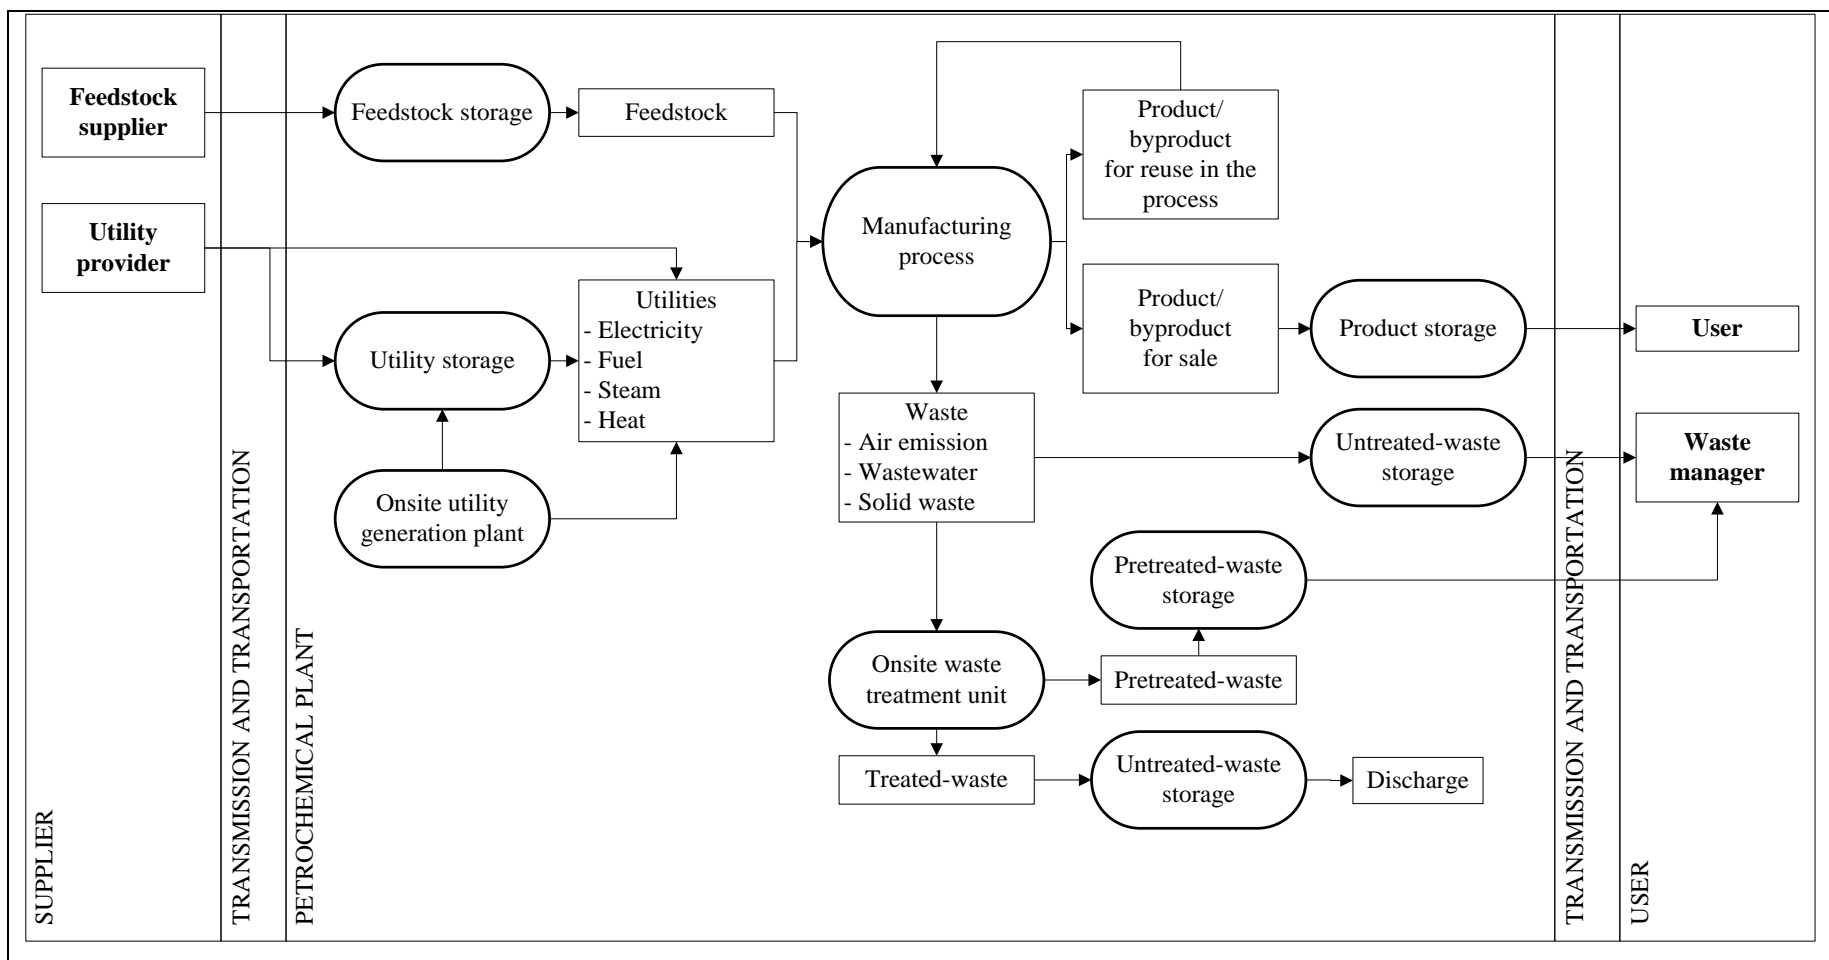 Feedstock
supplier
Feedstock storage
Feedstock
Product/
byproduct
for reuse in the
process
Utility
provider
Manufacturing
process
Utilities
- Electricity
- Fuel
- Steam
- Heat
Utility storage
Product/
byproduct
for sale
Product storage
User
Waste
- Air emission
- Wastewater
- Solid waste
Untreated-waste
storage
Waste
manager
Onsite utility
generation plant
Pretreated-waste
storage
Onsite waste
treatment unit
Pretreated-waste
Treated-waste
Untreated-waste
storage
Discharge
SUPPLIER
TRANSMISSION AND TRANSPORTATION
PETROCHEMICAL PLANT
TRANSMISSION AND TRANSPORTATION
USER